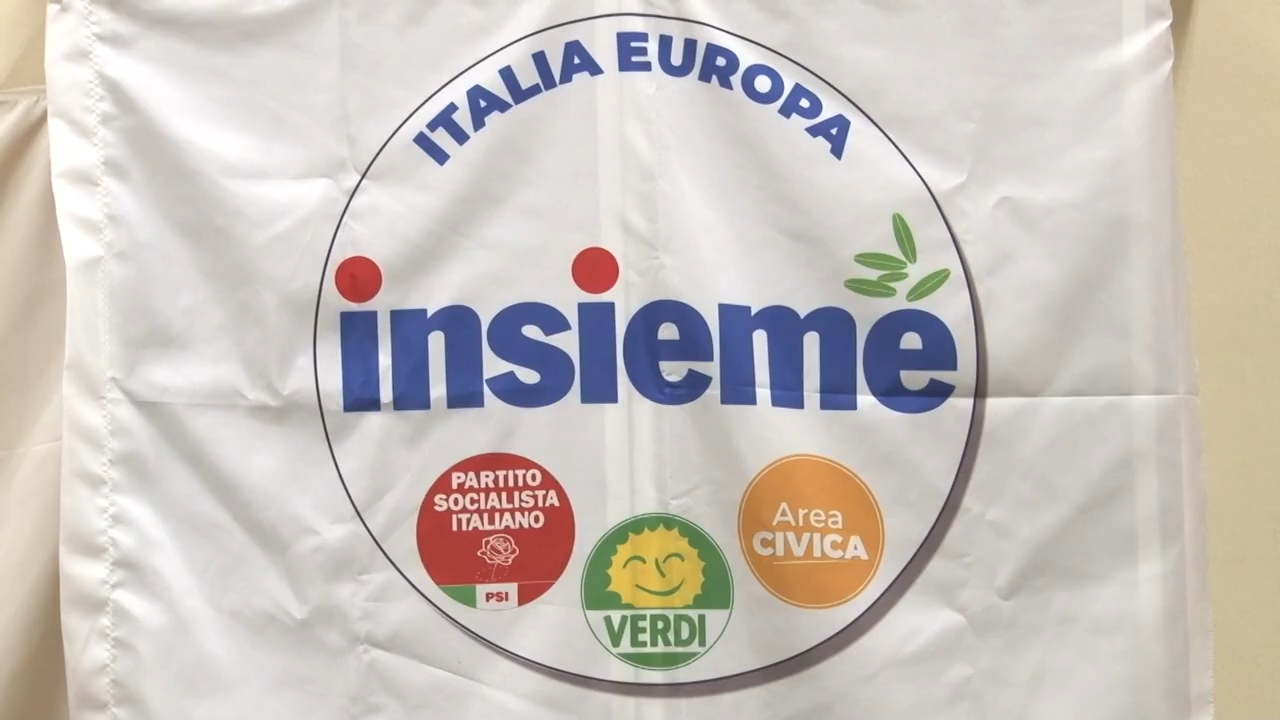 ITALIA EUROPA
insieme
PARTITO
SOCIALISTA
ITALIANO
PSI
VERDI
Area
CIVICA